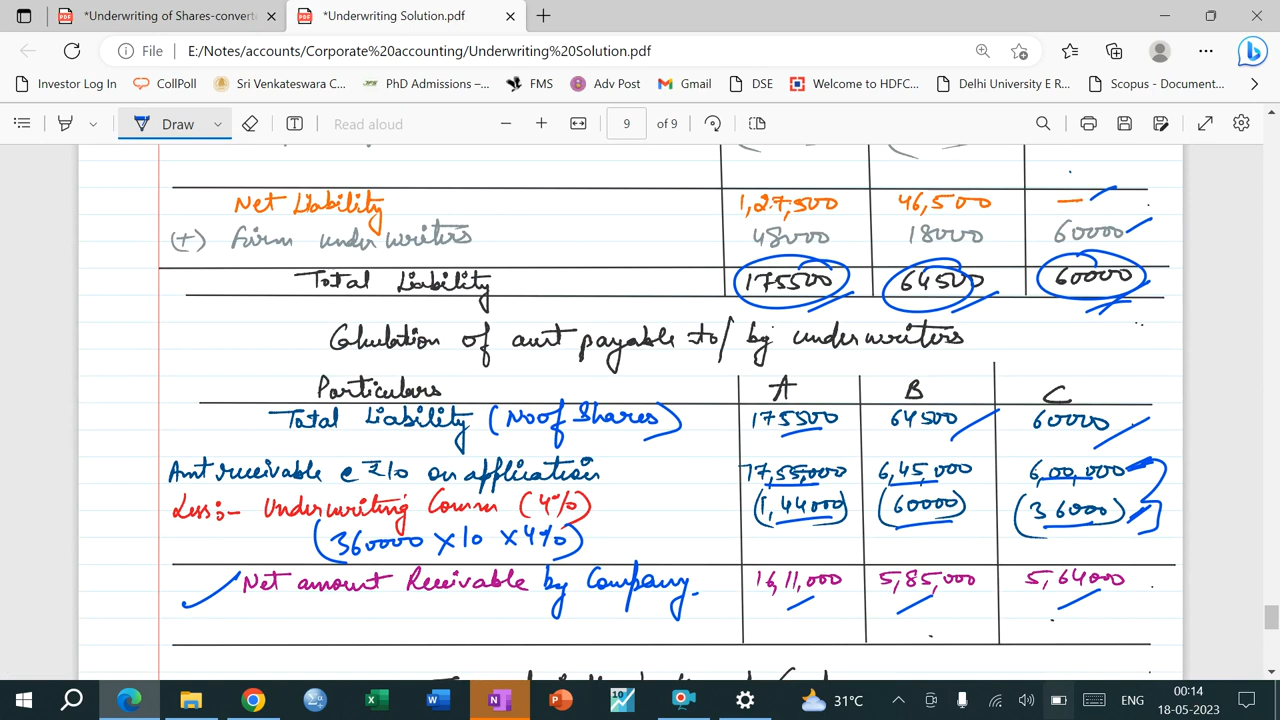 *Underwriting of Shares-converte
*Underwriting Solution.pdf
File
E:/Notes/accounts/Corporate%20accounting/Underwriting%20Solution.pdf
Investor Log In
CollPoll
Sri Venkateswara C...
PhD Admissions –...
FMS
Adv Post
Gmail
DSE
Welcome to HDFC...
Delhi University E R...
Scopus - Document...
Draw
Read aloud
9
of 9
Net Liability 1,27,500 46,500 —
(+) Firm underwriters 48000 18000 60000
Total Liability 175500 64500 60000
Calculation of amt payable to/ by underwriters
Particulars A B C
Total Liability (No of Shares) 175500 64500 60000
Amt receivable @ ₹10 on application 17,55,000 6,45,000 6,00,000
Less:- Underwriting Comm (4%) (1,44000) (60000) (36000)
(360000 X 10 X 4%)
Net amount Receivable by Company. 16,11,000 5,85,000 5,64000
10
31°C
ENG
00:14
18-05-2023